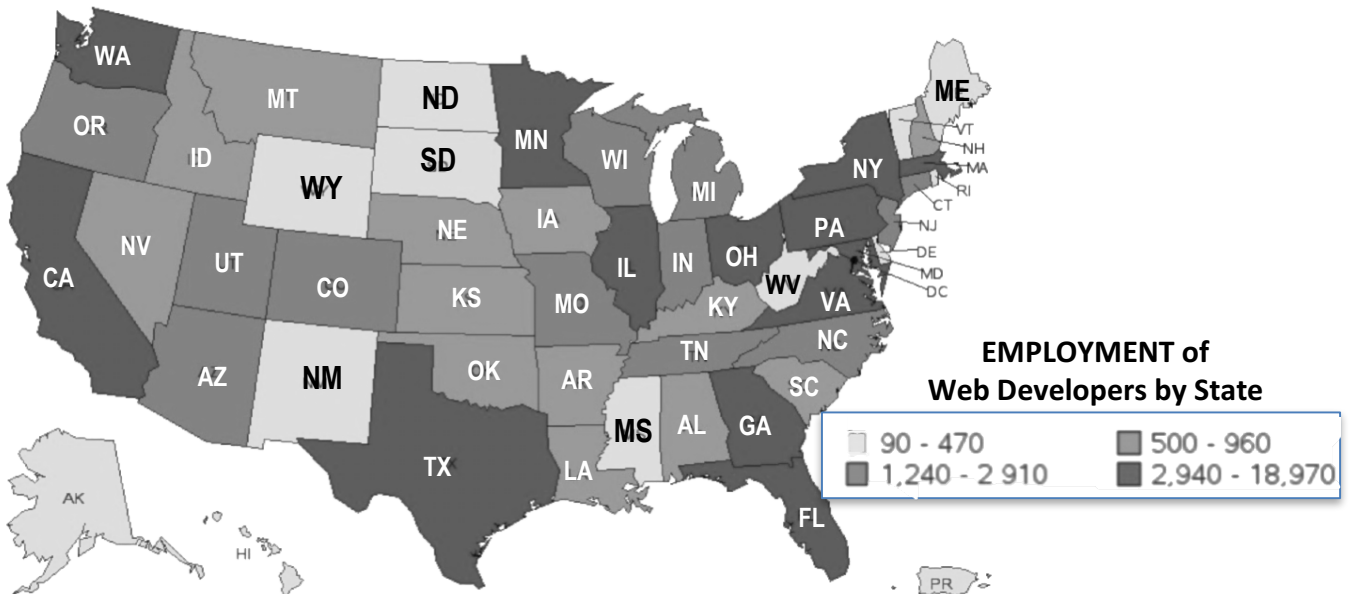 WA
MT
ND
ME
OR
ID
MN
VT
NH
SD
WI
NY
MA
WY
MI
RI
CT
NE
IA
PA
NJ
NV
UT
OH
DE
CA
CO
IL
IN
WV
MD
DC
KS
MO
KY
VA
NC
TN
AZ
NM
OK
AR
SC
MS
AL
GA
TX
LA
FL
AK
HI
PR
EMPLOYMENT of
Web Developers by State
90 - 470 500 - 960
1,240 - 2 910 2,940 - 18,970